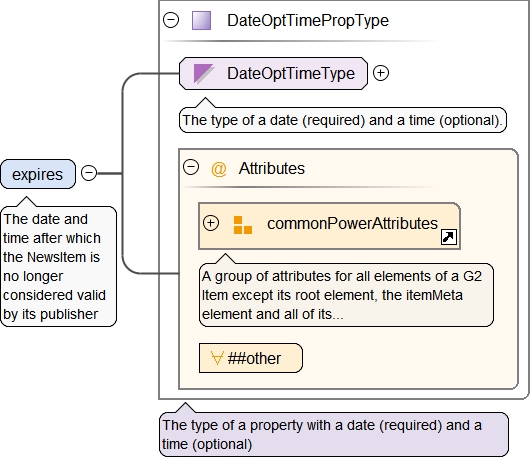 DateOptTimePropType
DateOptTimeType
The type of a date (required) and a time (optional).
@ Attributes
expires
commonPowerAttributes
The date and
time after which
the NewsItem is
no longer
considered valid
by its publisher
A group of attributes for all elements of a G2
Item except its root element, the itemMeta
element and all of its...
##other
The type of a property with a date (required) and a
time (optional)